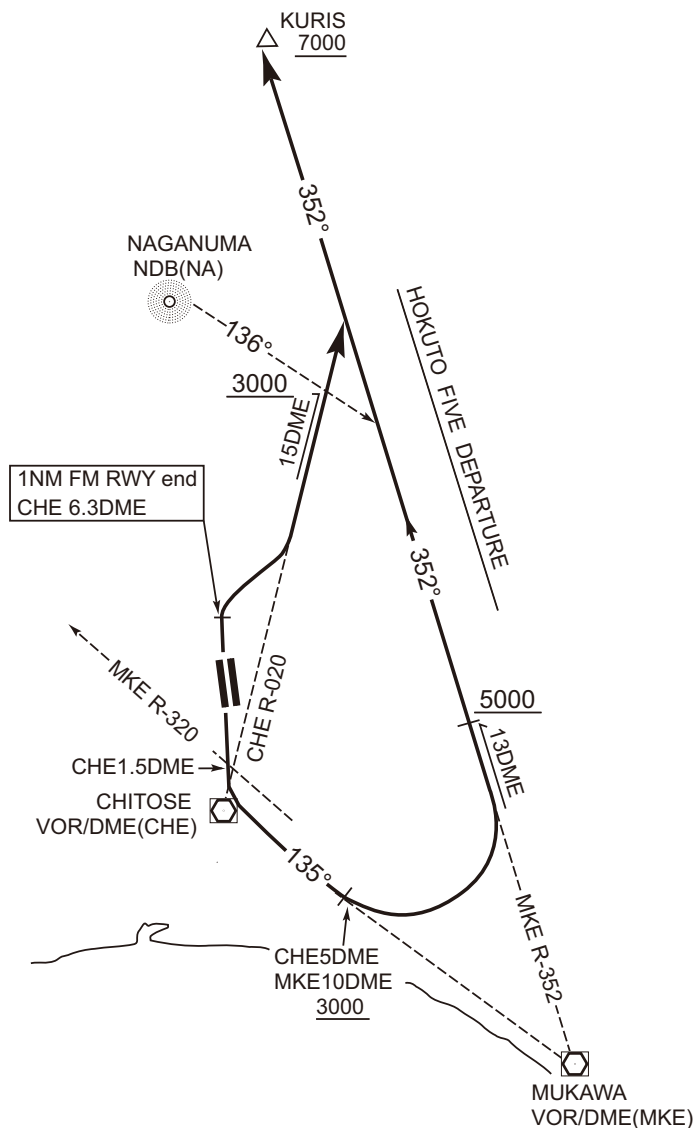 KURIS
7000
352°
NAGANUMA
NDB(NA)
136°
HOKUTO FIVE DEPARTURE
3000
15DME
1NM FM RWY end
CHE 6.3DME
352°
MKE R-320
CHE R-020
5000
13DME
CHE1.5DME
CHITOSE
VOR/DME(CHE)
135°
MKE R-352
CHE5DME
MKE10DME
3000
MUKAWA
VOR/DME(MKE)